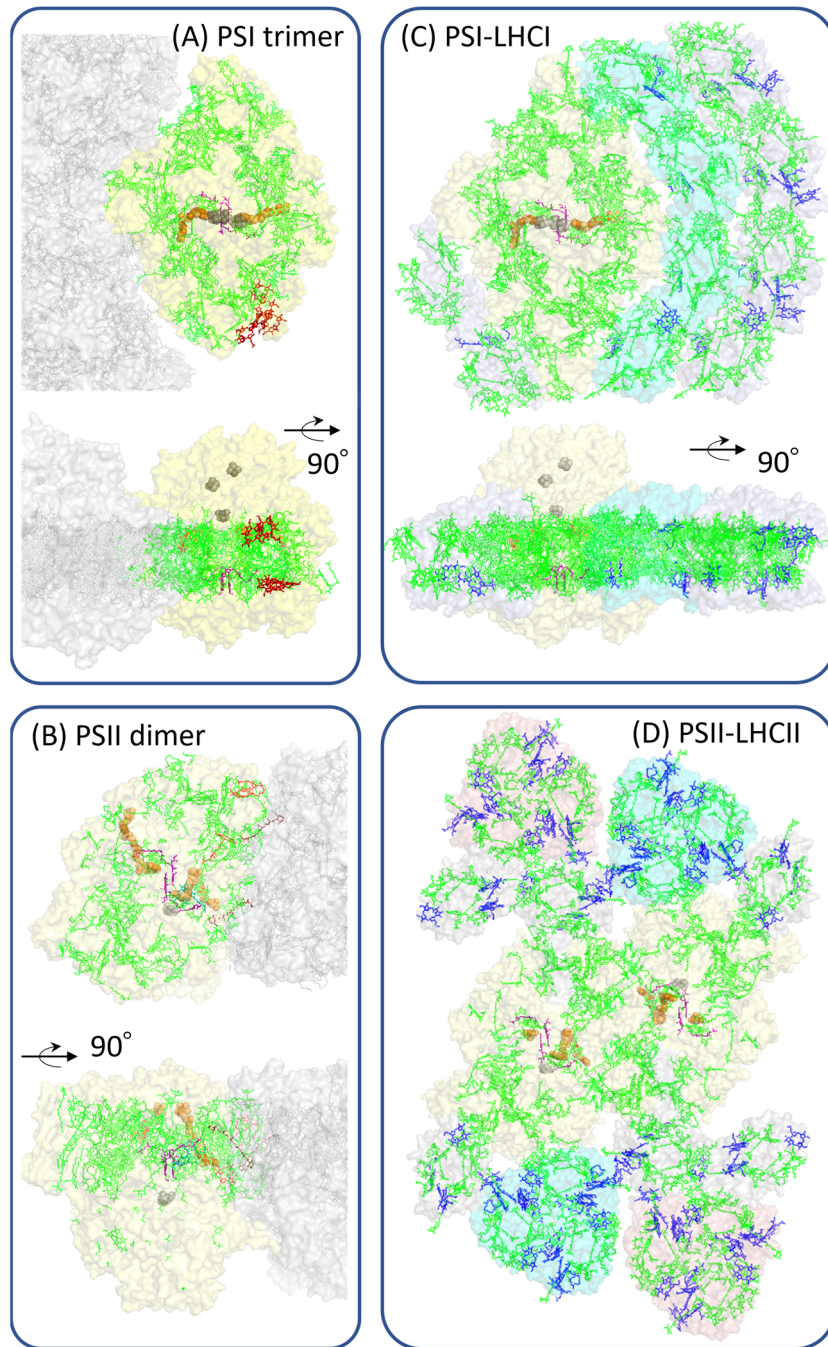 (A) PSI trimer
90°
(C) PSI-LHCI
90°
(B) PSII dimer
90°
(D) PSII-LHCII